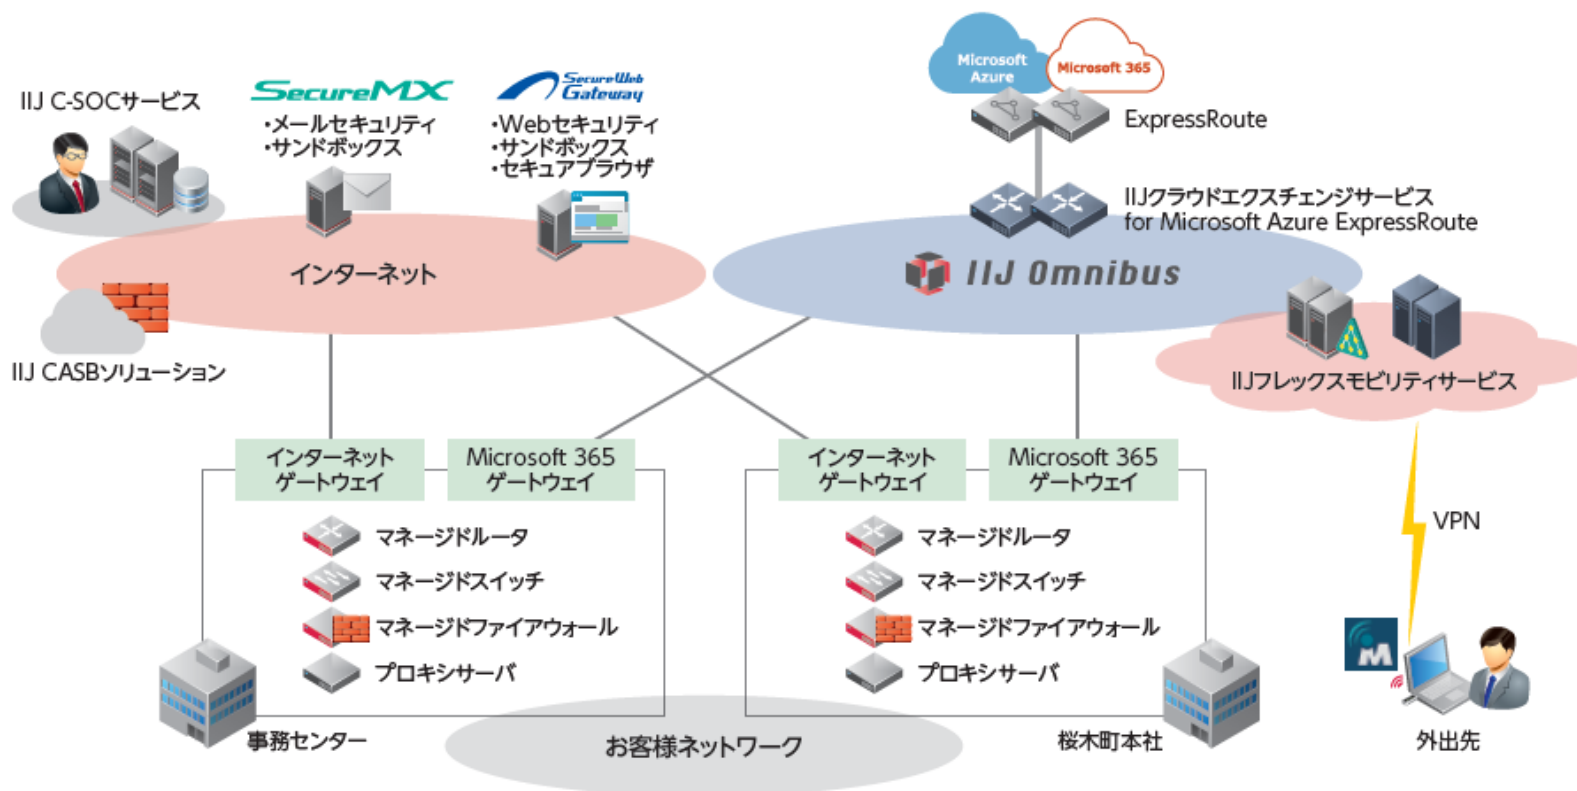 IIJ C-SOCサービス
SecureMX
・メールセキュリティ
・サンドボックス
SecureWeb
Gateway
・Webセキュリティ
・サンドボックス
・セキュアブラウザ
Microsoft
Azure
Microsoft 365
ExpressRoute
IIJクラウドエクスチェンジサービス
for Microsoft Azure ExpressRoute
インターネット
IIJ Omnibus
IIJ CASBソリューション
IIJフレックスモビリティサービス
インターネット
ゲートウェイ
Microsoft 365
ゲートウェイ
マネージドルータ
マネージドスイッチ
マネージドファイアウォール
プロキシサーバ
事務センター
インターネット
ゲートウェイ
Microsoft 365
ゲートウェイ
マネージドルータ
マネージドスイッチ
マネージドファイアウォール
プロキシサーバ
桜木町本社
お客様ネットワーク
VPN
M
外出先